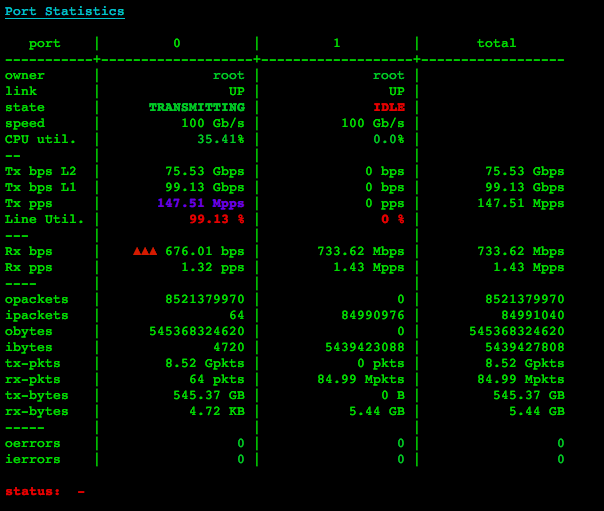 Port Statistics
port | 0 | 1 | total
-----------+-------------------+-------------------+------------------
owner | root | root |
link | UP | UP |
state | TRANSMITTING | IDLE |
speed | 100 Gb/s | 100 Gb/s |
CPU util. | 35.41% | 0.0% |
-- | | |
Tx bps L2 | 75.53 Gbps | 0 bps | 75.53 Gbps
Tx bps L1 | 99.13 Gbps | 0 bps | 99.13 Gbps
Tx pps | 147.51 Mpps | 0 pps | 147.51 Mpps
Line Util. | 99.13 % | 0 % |
--- | | |
Rx bps | ▲▲▲ 676.01 bps | 733.62 Mbps | 733.62 Mbps
Rx pps | 1.32 pps | 1.43 Mpps | 1.43 Mpps
---- | | |
opackets | 8521379970 | 0 | 8521379970
ipackets | 64 | 84990976 | 84991040
obytes | 545368324620 | 0 | 545368324620
ibytes | 4720 | 5439423088 | 5439427808
tx-pkts | 8.52 Gpkts | 0 pkts | 8.52 Gpkts
rx-pkts | 64 pkts | 84.99 Mpkts | 84.99 Mpkts
tx-bytes | 545.37 GB | 0 B | 545.37 GB
rx-bytes | 4.72 KB | 5.44 GB | 5.44 GB
----- | | |
oerrors | 0 | 0 | 0
ierrors | 0 | 0 | 0
status: -